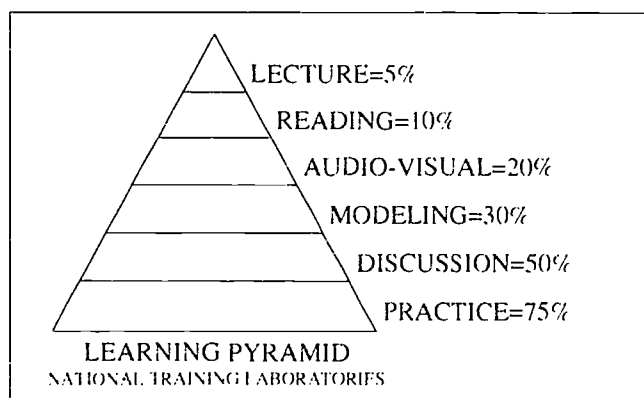 LECTURE=5%
READING=10%
AUDIO-VISUAL=20%
MODELING=30%
DISCUSSION=50%
PRACTICE=75%
LEARNING PYRAMID
NATIONAL TRAINING LABORATORIES